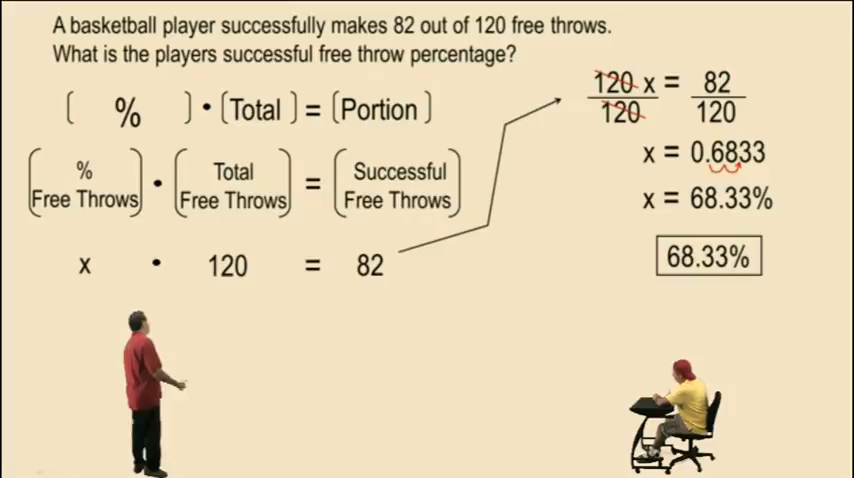 A basketball player successfully makes 82 out of 120 free throws.
What is the players successful free throw percentage?
( % ) • (Total) = (Portion)
% Free Throws • Total Free Throws = Successful Free Throws
x • 120 = 82
120 x = 82
120 120
x = 0.6833
x = 68.33%
68.33%